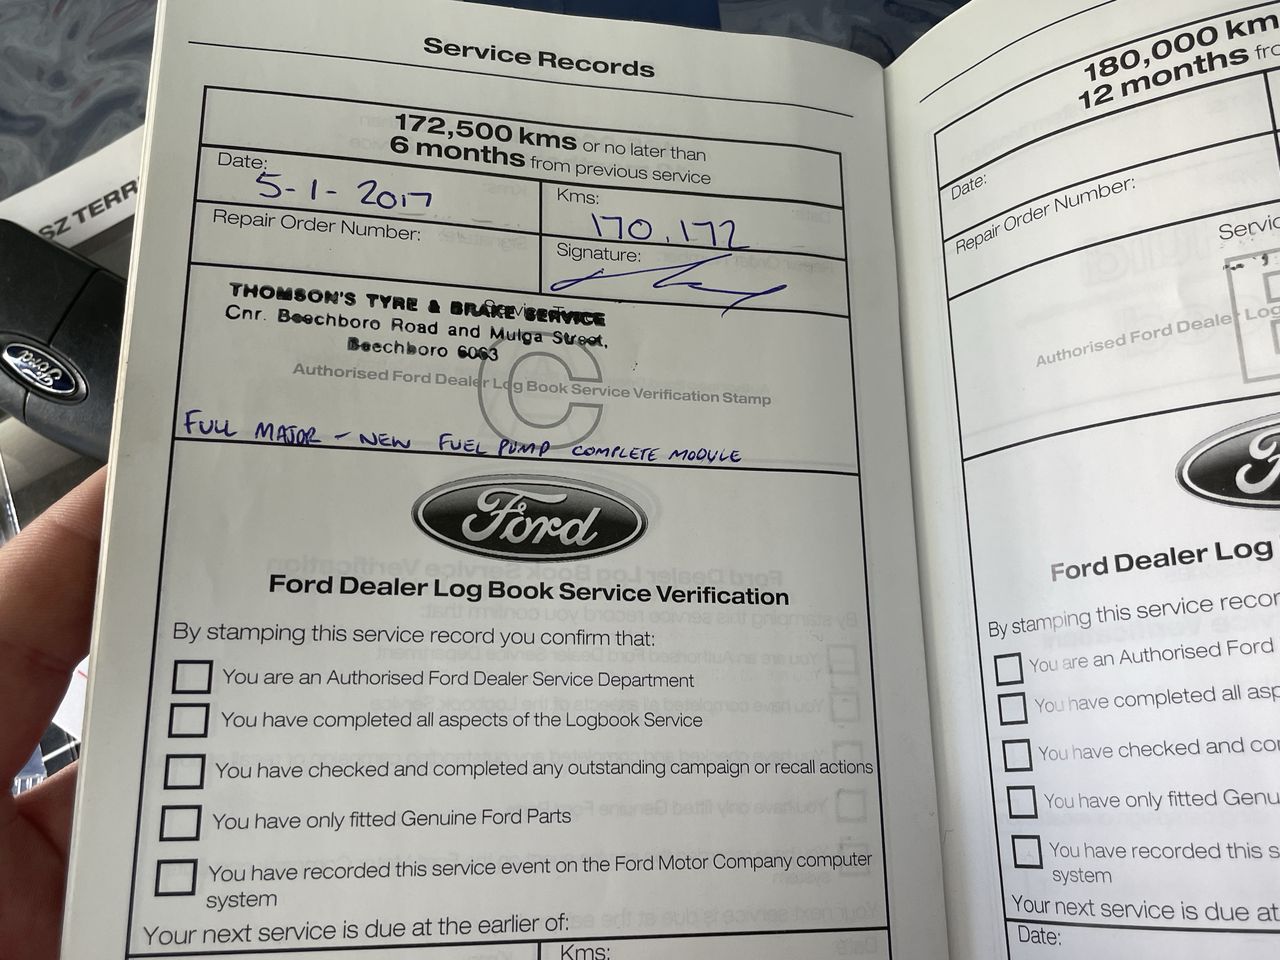 Service Records
172,500 kms or no later than
6 months from previous service
Date:
5-1-2017
Kms:
170,172
Repair Order Number:
Signature:
THOMSON'S TYRE & BRAKE SERVICE
Cnr. Beechboro Road and Mulga Street,
Beechboro 6063
C
Authorised Ford Dealer Log Book Service Verification Stamp
FULL MAJOR - NEW FUEL PUMP COMPLETE MODULE
Ford
Ford Dealer Log Book Service Verification
By stamping this service record you confirm that:
You are an Authorised Ford Dealer Service Department
You have completed all aspects of the Logbook Service
You have checked and completed any outstanding campaign or recall actions
You have only fitted Genuine Ford Parts
You have recorded this service event on the Ford Motor Company computer
system
Your next service is due at the earlier of:
Kms:
180,000 km
12 months
Date:
Repair Order Number:
Authorised Ford Dealer Log
Ford Dealer Log
By stamping this service
You are an Authorised Ford
You have completed all
You have checked and
You have only fitted
You have recorded this
system
Your next service is due at
Date:
SZ
Ford